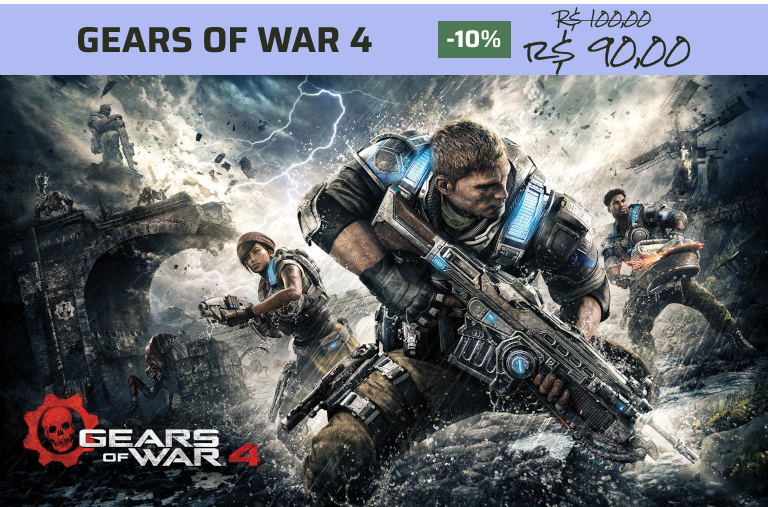 GEARS OF WAR 4
-10%
R$ 100,00
R$ 90,00
GEARS
OF WAR 4